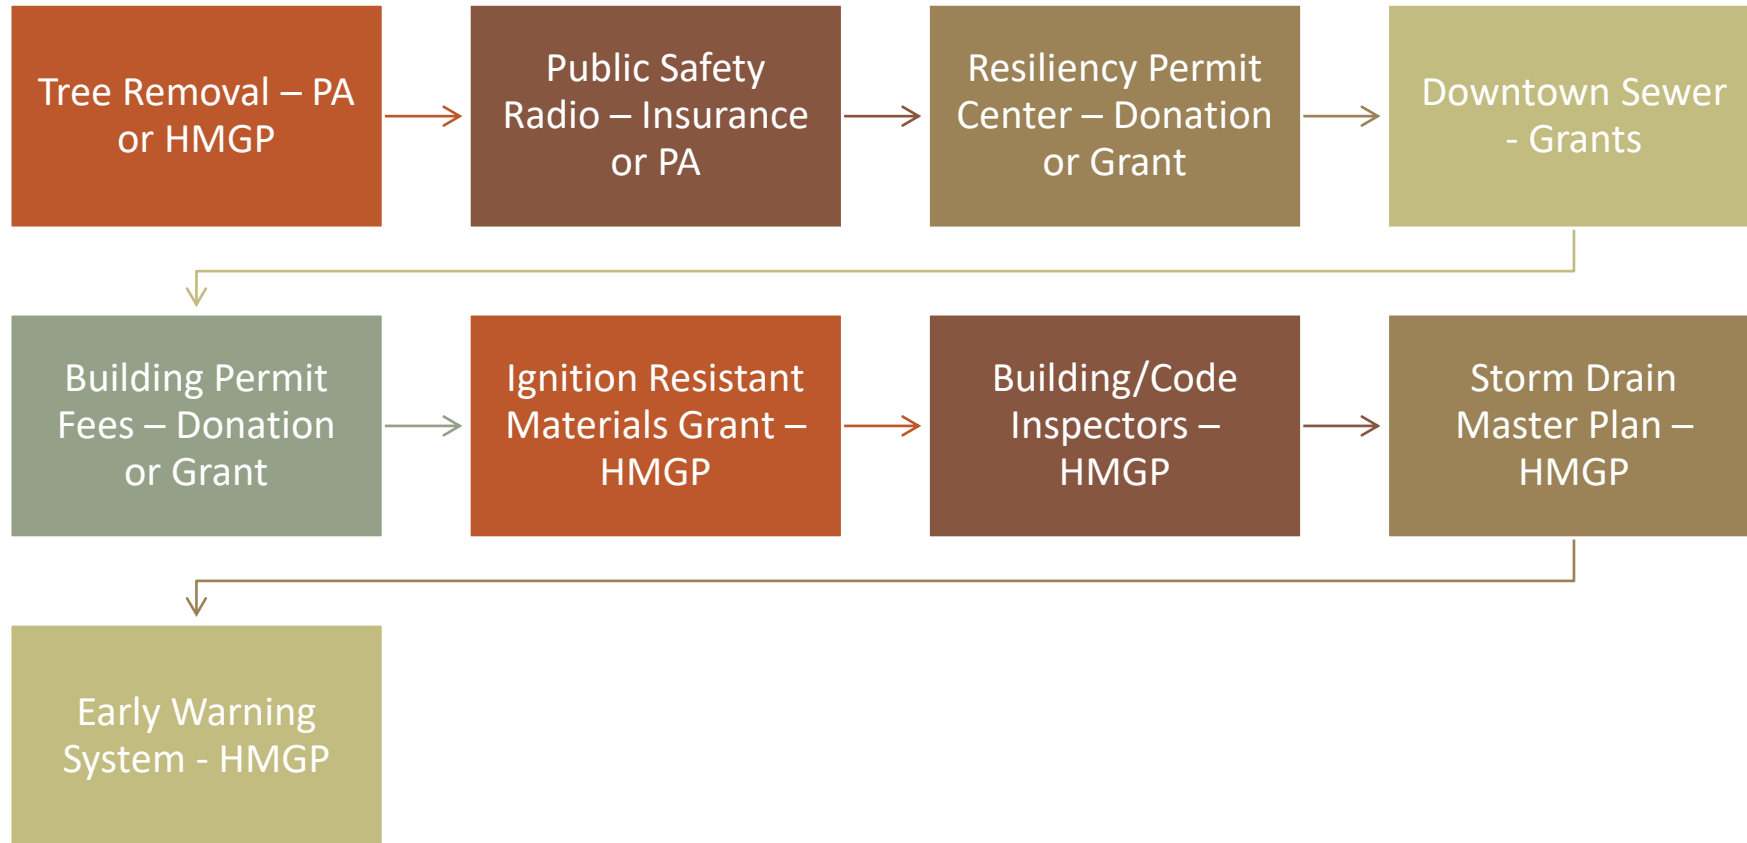 Tree Removal – PA
or HMGP
Public Safety
Radio – Insurance
or PA
Resiliency Permit
Center – Donation
or Grant
Downtown Sewer
- Grants
Building Permit
Fees – Donation
or Grant
Ignition Resistant
Materials Grant –
HMGP
Building/Code
Inspectors –
HMGP
Storm Drain
Master Plan –
HMGP
Early Warning
System - HMGP